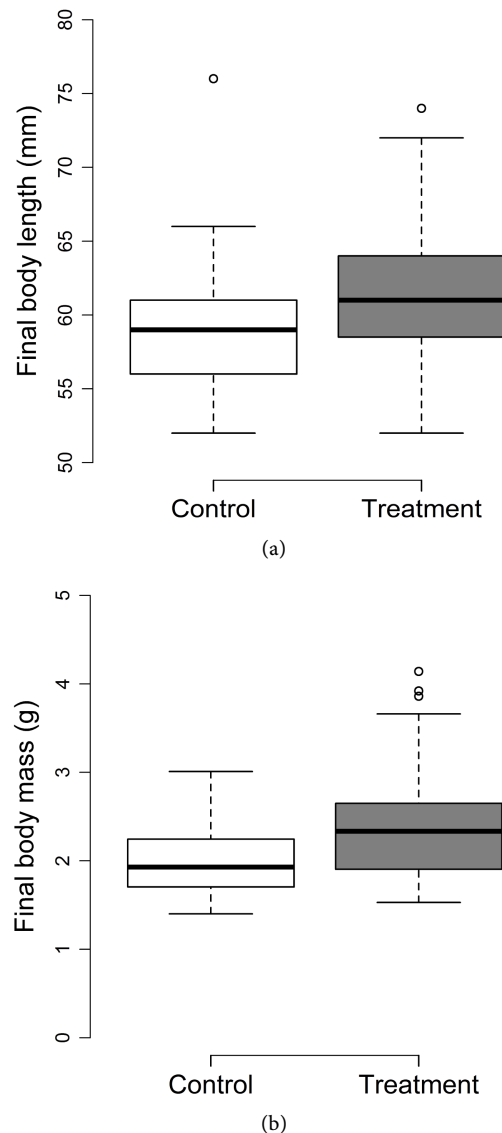 Final body length (mm)
80
75
70
65
60
55
50
Control Treatment
(a)
Final body mass (g)
5
4
3
2
1
0
Control Treatment
(b)